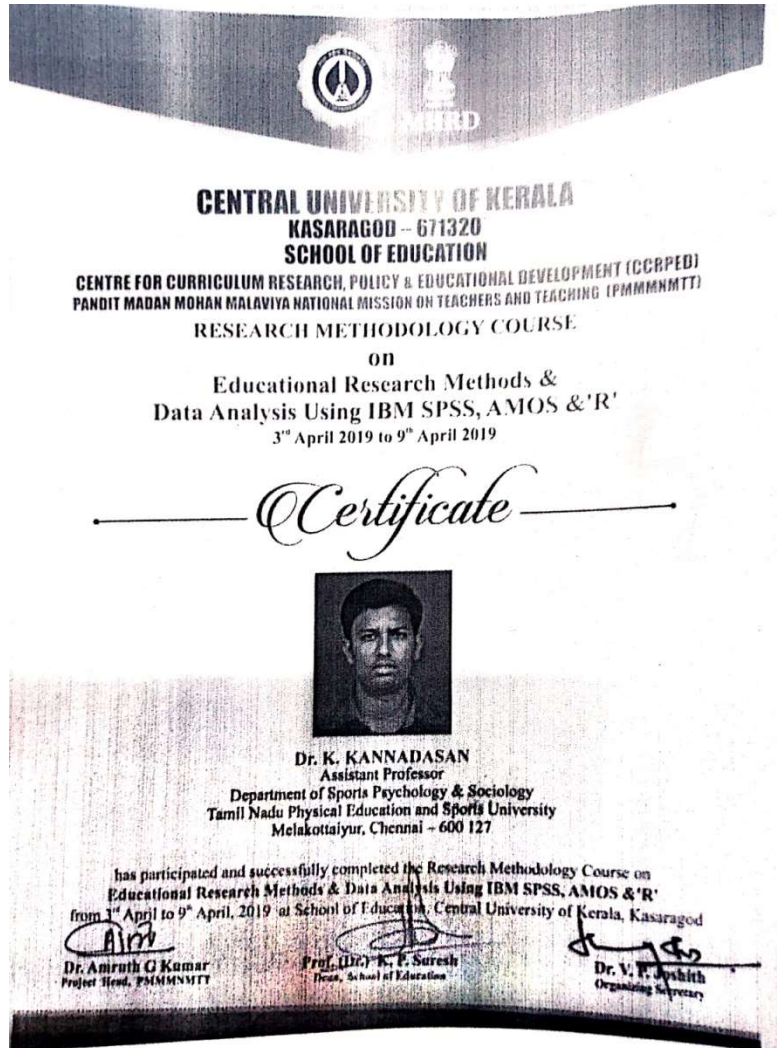 MHRD
CENTRAL UNIVERSITY OF KERALA
KASARAGOD – 671320
SCHOOL OF EDUCATION
CENTRE FOR CURRICULUM RESEARCH, POLICY & EDUCATIONAL DEVELOPMENT (CCRPED)
PANDIT MADAN MOHAN MALAVIYA NATIONAL MISSION ON TEACHERS AND TEACHING (PMMMNMTT)
RESEARCH METHODOLOGY COURSE
on
Educational Research Methods &
Data Analysis Using IBM SPSS, AMOS &'R'
3rd April 2019 to 9th April 2019
Certificate
Dr. K. KANNADASAN
Assistant Professor
Department of Sports Psychology & Sociology
Tamil Nadu Physical Education and Sports University
Melakottaiyur, Chennai – 600 127
has participated and successfully completed the Research Methodology Course on
Educational Research Methods & Data Analysis Using IBM SPSS, AMOS &'R'
from 3rd April to 9th April, 2019 at School of Education, Central University of Kerala, Kasaragod
Dr. Amruth G Kumar
Project Head, PMMMNMTT
Prof. (Dr.) K. P. Suresh
Dean, School of Education
Dr. V. P. Joshith
Organizing Secretary